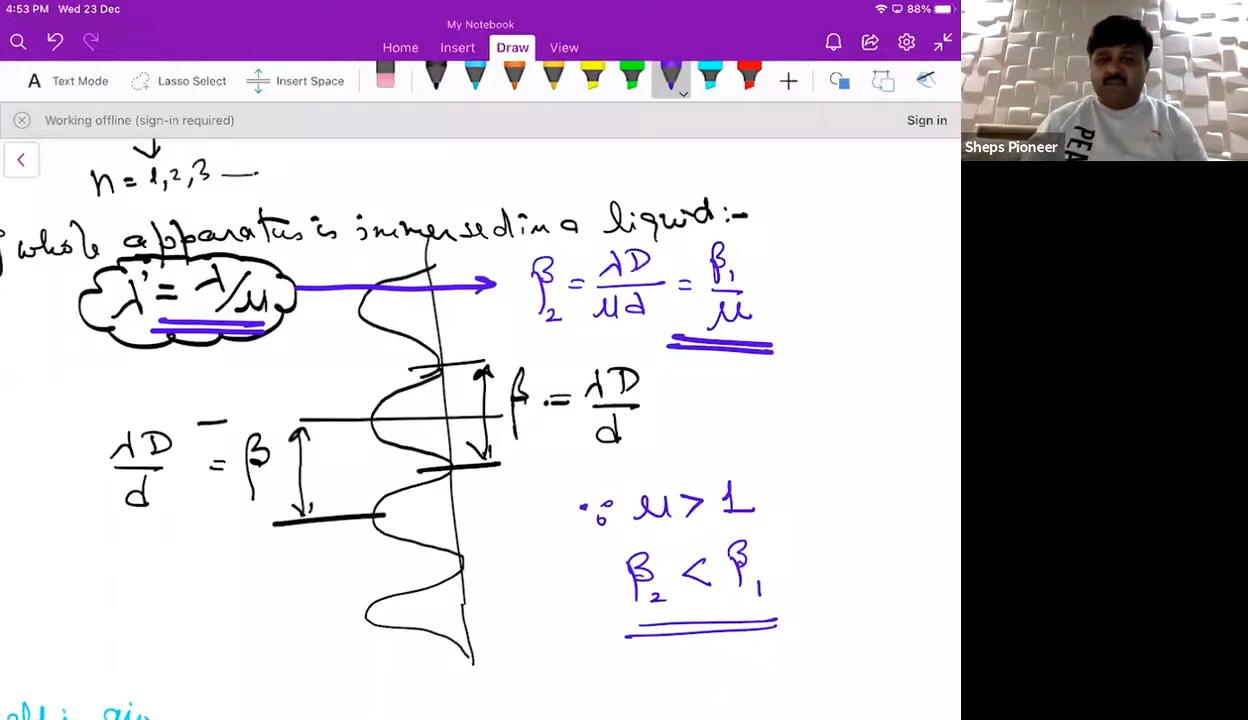 4:53 PM Wed 23 Dec
88%
My Notebook
Home Insert Draw View
A Text Mode Lasso Select Insert Space
Working offline (sign-in required)
Sign in
Sheps Pioneer
n = 1, 2, 3 —
whole apparatus is immersed in a liquid :-
λ' = λ/μ
β₂ = λD/μd = β₁/μ
β = λD/d
λD/d = β
∵ μ > 1
β₂ < β₁
air